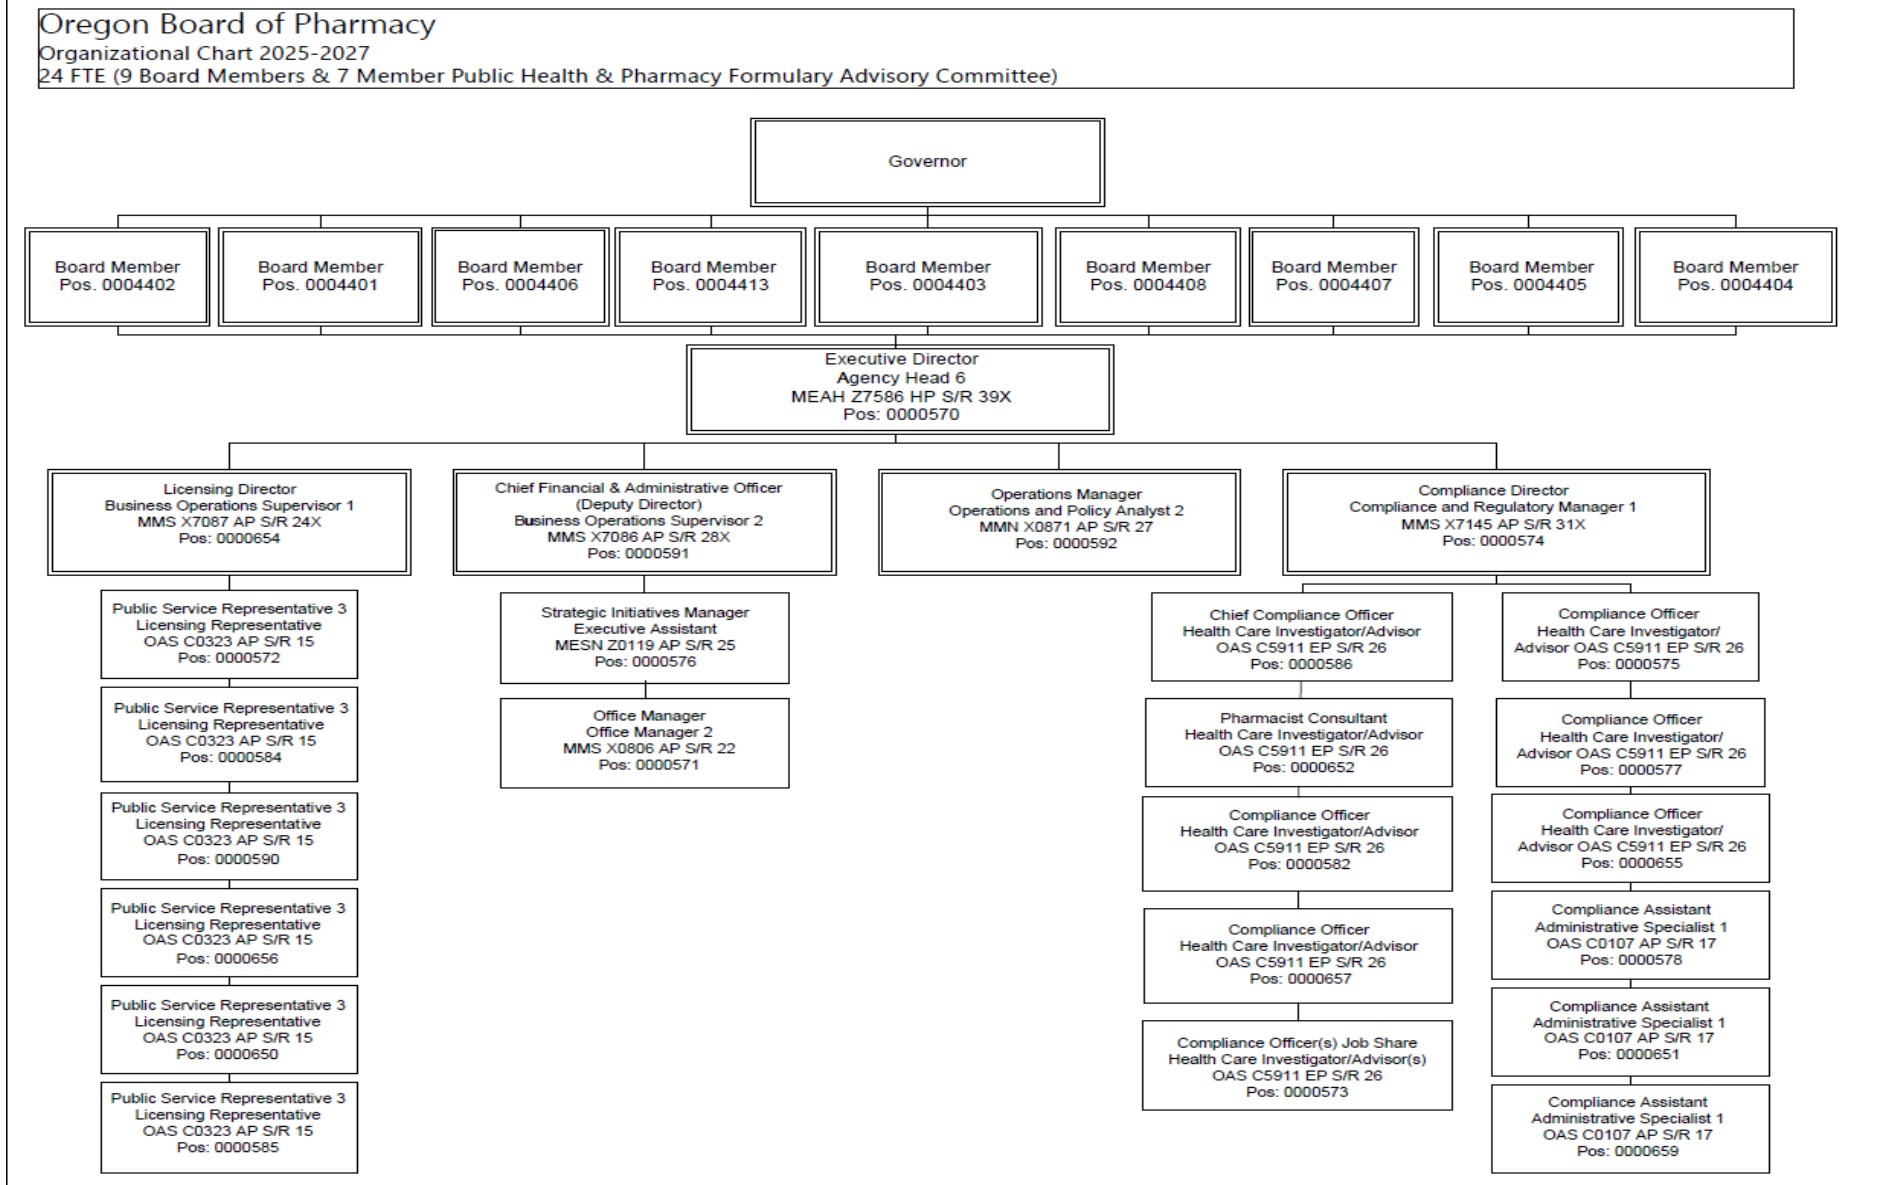 Oregon Board of Pharmacy
Organizational Chart 2025-2027
24 FTE (9 Board Members & 7 Member Public Health & Pharmacy Formulary Advisory Committee)
Governor
Board Member
Pos. 0004402
Board Member
Pos. 0004401
Board Member
Pos. 0004406
Board Member
Pos. 0004413
Board Member
Pos. 0004403
Board Member
Pos. 0004408
Board Member
Pos. 0004407
Board Member
Pos. 0004405
Board Member
Pos. 0004404
Executive Director
Agency Head 6
MEAH Z7586 HP S/R 39X
Pos: 0000570
Licensing Director
Business Operations Supervisor 1
MMS X7087 AP S/R 24X
Pos: 0000654
Chief Financial & Administrative Officer
(Deputy Director)
Business Operations Supervisor 2
MMS X7086 AP S/R 28X
Pos: 0000591
Operations Manager
Operations and Policy Analyst 2
MMN X0871 AP S/R 27
Pos: 0000592
Compliance Director
Compliance and Regulatory Manager 1
MMS X7145 AP S/R 31X
Pos: 0000574
Public Service Representative 3
Licensing Representative
OAS C0323 AP S/R 15
Pos: 0000572
Public Service Representative 3
Licensing Representative
OAS C0323 AP S/R 15
Pos: 0000584
Public Service Representative 3
Licensing Representative
OAS C0323 AP S/R 15
Pos: 0000590
Public Service Representative 3
Licensing Representative
OAS C0323 AP S/R 15
Pos: 0000656
Public Service Representative 3
Licensing Representative
OAS C0323 AP S/R 15
Pos: 0000650
Public Service Representative 3
Licensing Representative
OAS C0323 AP S/R 15
Pos: 0000585
Strategic Initiatives Manager
Executive Assistant
MESN Z0119 AP S/R 25
Pos: 0000576
Office Manager
Office Manager 2
MMS X0806 AP S/R 22
Pos: 0000571
Chief Compliance Officer
Health Care Investigator/Advisor
OAS C5911 EP S/R 26
Pos: 0000586
Pharmacist Consultant
Health Care Investigator/Advisor
OAS C5911 EP S/R 26
Pos: 0000652
Compliance Officer
Health Care Investigator/Advisor
OAS C5911 EP S/R 26
Pos: 0000582
Compliance Officer
Health Care Investigator/Advisor
OAS C5911 EP S/R 26
Pos: 0000657
Compliance Officer(s) Job Share
Health Care Investigator/Advisor(s)
OAS C5911 EP S/R 26
Pos: 0000573
Compliance Officer
Health Care Investigator/
Advisor OAS C5911 EP S/R 26
Pos: 0000575
Compliance Officer
Health Care Investigator/
Advisor OAS C5911 EP S/R 26
Pos: 0000577
Compliance Officer
Health Care Investigator/
Advisor OAS C5911 EP S/R 26
Pos: 0000655
Compliance Assistant
Administrative Specialist 1
OAS C0107 AP S/R 17
Pos: 0000578
Compliance Assistant
Administrative Specialist 1
OAS C0107 AP S/R 17
Pos: 0000651
Compliance Assistant
Administrative Specialist 1
OAS C0107 AP S/R 17
Pos: 0000659